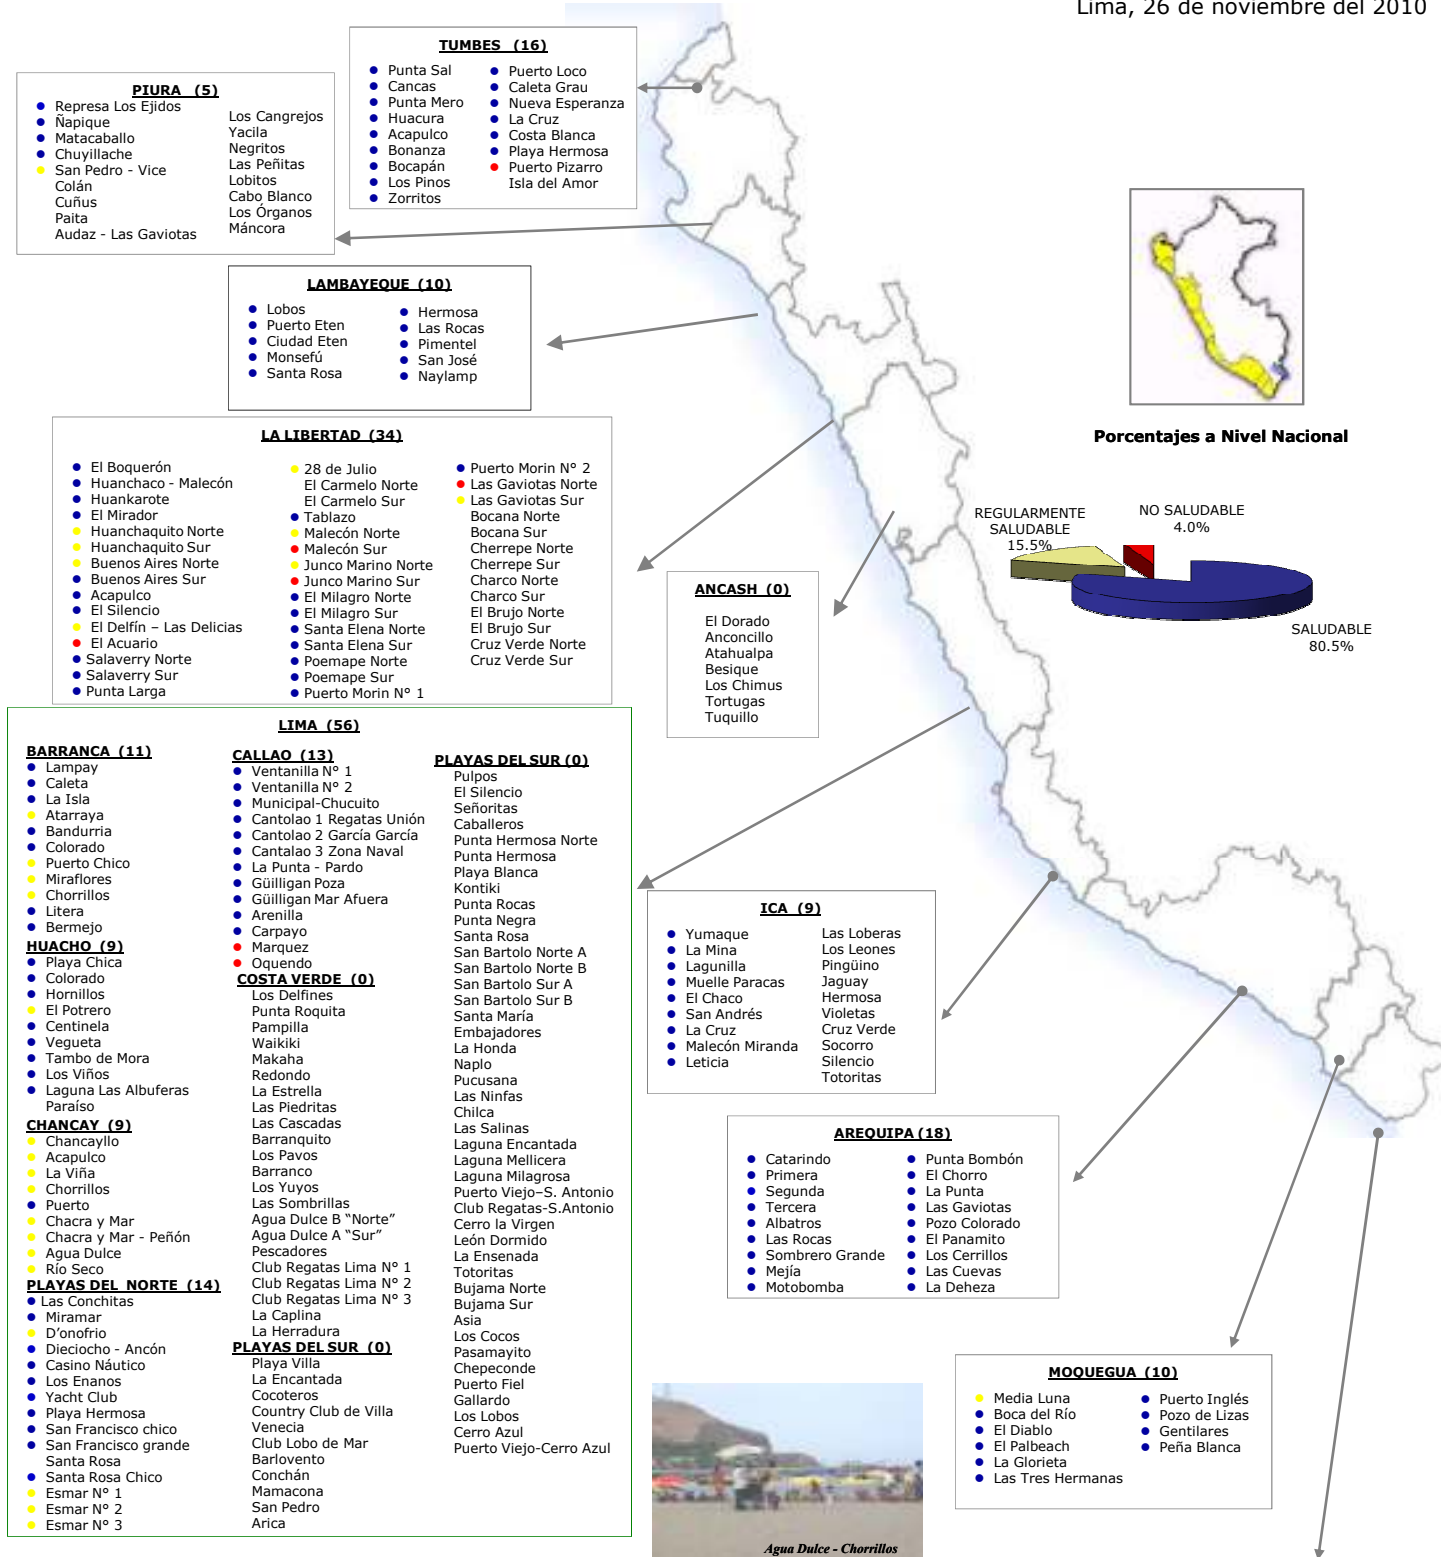 Lima, 26 de noviembre del 2010
TUMBES (16)
Punta Sal
Cancas
Punta Mero
Huacura
Acapulco
Bonanza
Bocapán
Los Pinos
Zorritos
Puerto Loco
Caleta Grau
Nueva Esperanza
La Cruz
Costa Blanca
Playa Hermosa
Puerto Pizarro
Isla del Amor
PIURA (5)
Represa Los Ejidos
Ñapique
Matacaballo
Chuyillache
San Pedro - Vice
Colán
Cuñus
Paita
Audaz - Las Gaviotas
Los Cangrejos
Yacila
Negritos
Las Peñitas
Lobitos
Cabo Blanco
Los Órganos
Máncora
LAMBAYEQUE (10)
Lobos
Puerto Eten
Ciudad Eten
Monsefú
Santa Rosa
Hermosa
Las Rocas
Pimentel
San José
Naylamp
LA LIBERTAD (34)
El Boquerón
Huanchaco - Malecón
Huankarote
El Mirador
Huanchaquito Norte
Huanchaquito Sur
Buenos Aires Norte
Buenos Aires Sur
Acapulco
El Silencio
El Delfín – Las Delicias
El Acuario
Salaverry Norte
Salaverry Sur
Punta Larga
28 de Julio
El Carmelo Norte
El Carmelo Sur
Tablazo
Malecón Norte
Malecón Sur
Junco Marino Norte
Junco Marino Sur
El Milagro Norte
El Milagro Sur
Santa Elena Norte
Santa Elena Sur
Poemape Norte
Poemape Sur
Puerto Morin N° 1
Puerto Morin N° 2
Las Gaviotas Norte
Las Gaviotas Sur
Bocana Norte
Bocana Sur
Cherrepe Norte
Cherrepe Sur
Charco Norte
Charco Sur
El Brujo Norte
El Brujo Sur
Cruz Verde Norte
Cruz Verde Sur
Porcentajes a Nivel Nacional
REGULARMENTE
SALUDABLE
15.5%
NO SALUDABLE
4.0%
SALUDABLE
80.5%
ANCASH (0)
El Dorado
Anconcillo
Atahualpa
Besique
Los Chimus
Tortugas
Tuquillo
LIMA (56)
BARRANCA (11)
Lampay
Caleta
La Isla
Atarraya
Bandurria
Colorado
Puerto Chico
Miraflores
Chorrillos
Litera
Bermejo
HUACHO (9)
Playa Chica
Colorado
Hornillos
El Potrero
Centinela
Vegueta
Tambo de Mora
Los Viños
Laguna Las Albuferas
Paraíso
CHANCAY (9)
Chancayllo
Acapulco
La Viña
Chorrillos
Puerto
Chacra y Mar
Chacra y Mar - Peñón
Agua Dulce
Río Seco
PLAYAS DEL NORTE (14)
Las Conchitas
Miramar
D'onofrio
Dieciocho - Ancón
Casino Náutico
Los Enanos
Yacht Club
Playa Hermosa
San Francisco chico
San Francisco grande
Santa Rosa
Santa Rosa Chico
Esmar N° 1
Esmar N° 2
Esmar N° 3
CALLAO (13)
Ventanilla N° 1
Ventanilla N° 2
Municipal-Chucuito
Cantolao 1 Regatas Unión
Cantolao 2 García García
Cantalao 3 Zona Naval
La Punta - Pardo
Güilligan Poza
Güilligan Mar Afuera
Arenilla
Carpayo
Marquez
Oquendo
COSTA VERDE (0)
Los Delfines
Punta Roquita
Pampilla
Waikiki
Makaha
Redondo
La Estrella
Las Piedritas
Las Cascadas
Barranquito
Los Pavos
Barranco
Los Yuyos
Las Sombrillas
Agua Dulce B "Norte"
Agua Dulce A "Sur"
Pescadores
Club Regatas Lima N° 1
Club Regatas Lima N° 2
Club Regatas Lima N° 3
La Caplina
La Herradura
PLAYAS DEL SUR (0)
Playa Villa
La Encantada
Cocoteros
Country Club de Villa
Venecia
Club Lobo de Mar
Barlovento
Conchán
Mamacona
San Pedro
Arica
PLAYAS DEL SUR (0)
Pulpos
El Silencio
Señoritas
Caballeros
Punta Hermosa Norte
Punta Hermosa
Playa Blanca
Kontiki
Punta Rocas
Punta Negra
Santa Rosa
San Bartolo Norte A
San Bartolo Norte B
San Bartolo Sur A
San Bartolo Sur B
Santa María
Embajadores
La Honda
Naplo
Pucusana
Las Ninfas
Chilca
Las Salinas
Laguna Encantada
Laguna Mellicera
Laguna Milagrosa
Puerto Viejo–S. Antonio
Club Regatas-S.Antonio
Cerro la Virgen
León Dormido
La Ensenada
Totoritas
Bujama Norte
Bujama Sur
Asia
Los Cocos
Pasamayito
Chepeconde
Puerto Fiel
Gallardo
Los Lobos
Cerro Azul
Puerto Viejo-Cerro Azul
ICA (9)
Yumaque
La Mina
Lagunilla
Muelle Paracas
El Chaco
San Andrés
La Cruz
Malecón Miranda
Leticia
Las Loberas
Los Leones
Pingüino
Jaguay
Hermosa
Violetas
Cruz Verde
Socorro
Silencio
Totoritas
AREQUIPA (18)
Catarindo
Primera
Segunda
Tercera
Albatros
Las Rocas
Sombrero Grande
Mejía
Motobomba
Punta Bombón
El Chorro
La Punta
Las Gaviotas
Pozo Colorado
El Panamito
Los Cerrillos
Las Cuevas
La Deheza
MOQUEGUA (10)
Media Luna
Boca del Río
El Diablo
El Palbeach
La Glorieta
Las Tres Hermanas
Puerto Inglés
Pozo de Lizas
Gentilares
Peña Blanca
Agua Dulce - Chorrillos